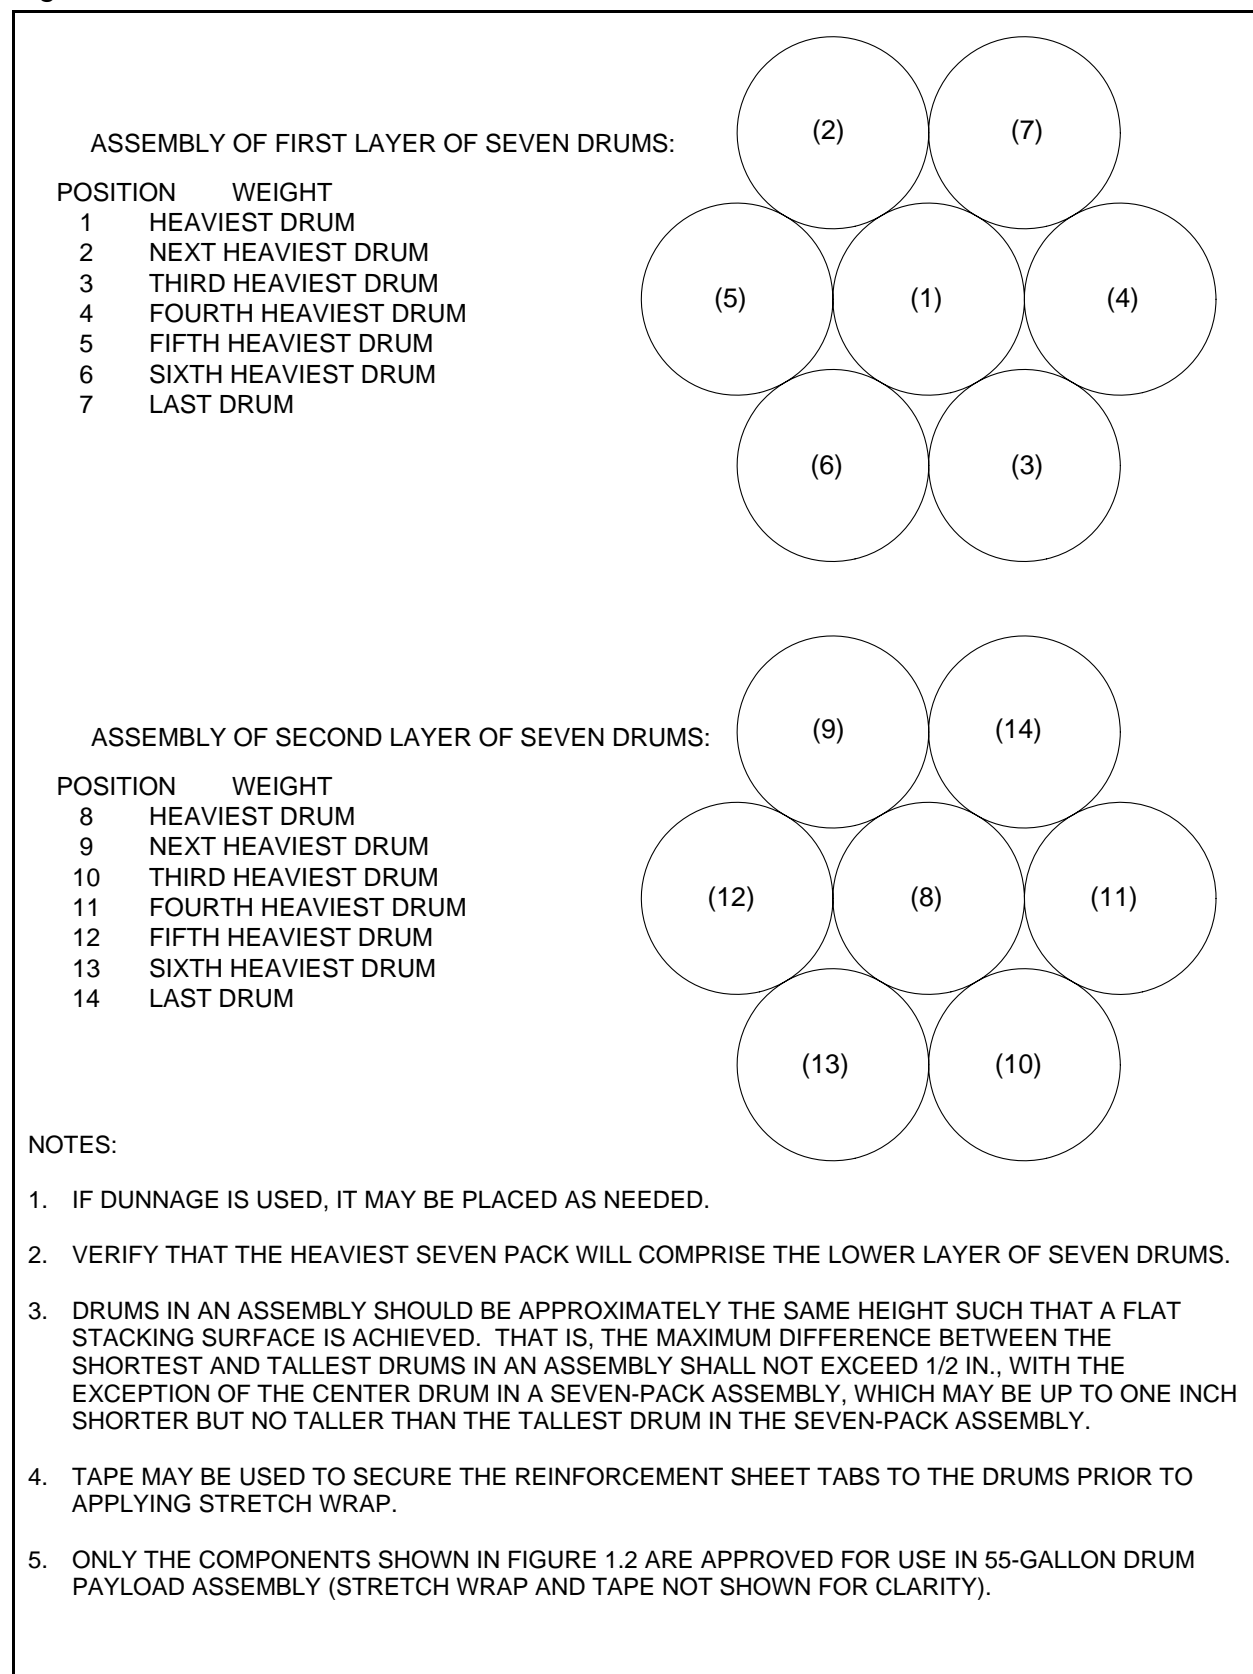 ASSEMBLY OF FIRST LAYER OF SEVEN DRUMS:
POSITION WEIGHT
1 HEAVIEST DRUM
2 NEXT HEAVIEST DRUM
3 THIRD HEAVIEST DRUM
4 FOURTH HEAVIEST DRUM
5 FIFTH HEAVIEST DRUM
6 SIXTH HEAVIEST DRUM
7 LAST DRUM
(2) (7)
(5) (1) (4)
(6) (3)
ASSEMBLY OF SECOND LAYER OF SEVEN DRUMS:
POSITION WEIGHT
8 HEAVIEST DRUM
9 NEXT HEAVIEST DRUM
10 THIRD HEAVIEST DRUM
11 FOURTH HEAVIEST DRUM
12 FIFTH HEAVIEST DRUM
13 SIXTH HEAVIEST DRUM
14 LAST DRUM
(9) (14)
(12) (8) (11)
(13) (10)
NOTES:
1. IF DUNNAGE IS USED, IT MAY BE PLACED AS NEEDED.
2. VERIFY THAT THE HEAVIEST SEVEN PACK WILL COMPRISE THE LOWER LAYER OF SEVEN DRUMS.
3. DRUMS IN AN ASSEMBLY SHOULD BE APPROXIMATELY THE SAME HEIGHT SUCH THAT A FLAT
STACKING SURFACE IS ACHIEVED. THAT IS, THE MAXIMUM DIFFERENCE BETWEEN THE
SHORTEST AND TALLEST DRUMS IN AN ASSEMBLY SHALL NOT EXCEED 1/2 IN., WITH THE
EXCEPTION OF THE CENTER DRUM IN A SEVEN-PACK ASSEMBLY, WHICH MAY BE UP TO ONE INCH
SHORTER BUT NO TALLER THAN THE TALLEST DRUM IN THE SEVEN-PACK ASSEMBLY.
4. TAPE MAY BE USED TO SECURE THE REINFORCEMENT SHEET TABS TO THE DRUMS PRIOR TO
APPLYING STRETCH WRAP.
5. ONLY THE COMPONENTS SHOWN IN FIGURE 1.2 ARE APPROVED FOR USE IN 55-GALLON DRUM
PAYLOAD ASSEMBLY (STRETCH WRAP AND TAPE NOT SHOWN FOR CLARITY).